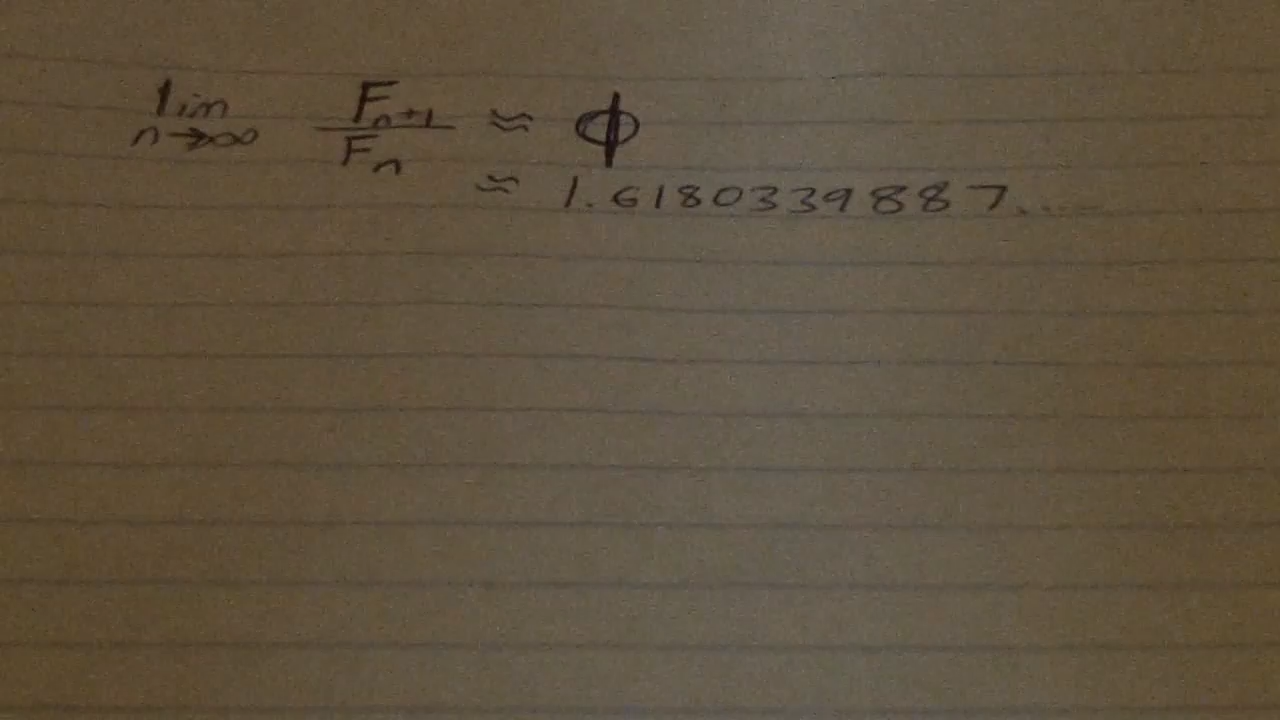 lim n→∞ F_{n+1} / F_n ≈ ϕ
≈ 1.6180339887.....